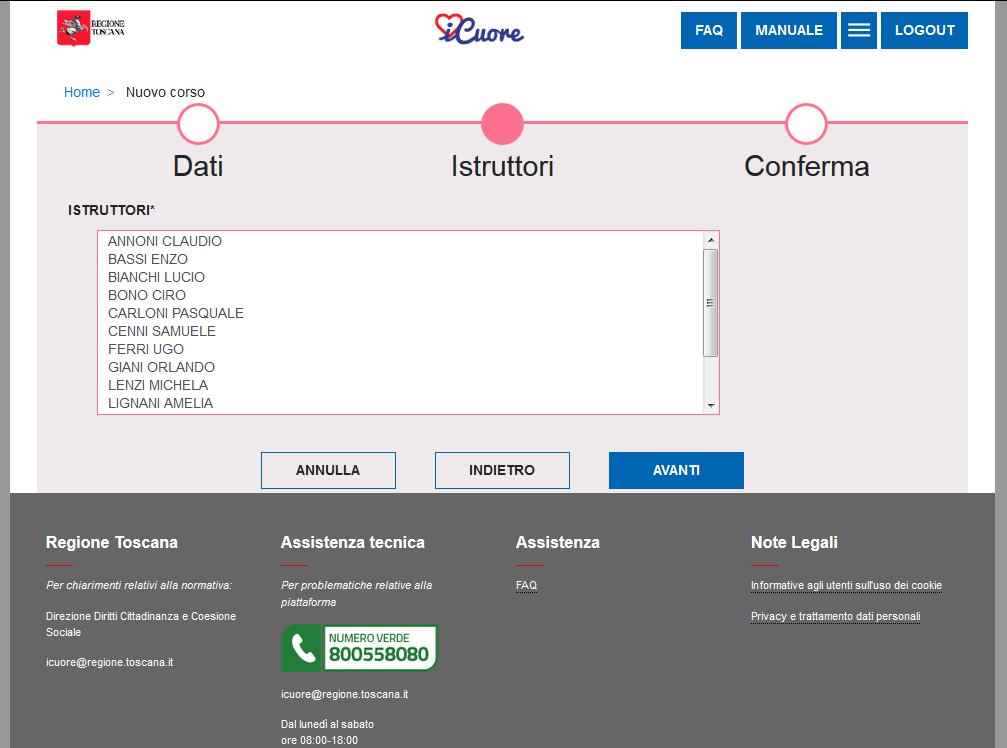 REGIONE
TOSCANA
iCuore
FAQ
MANUALE
LOGOUT
Home > Nuovo corso
Dati
Istruttori
Conferma
ISTRUTTORI*
ANNONI CLAUDIO
BASSI ENZO
BIANCHI LUCIO
BONO CIRO
CARLONI PASQUALE
CENNI SAMUELE
FERRI UGO
GIANI ORLANDO
LENZI MICHELA
LIGNANI AMELIA
ANNULLA
INDIETRO
AVANTI
Regione Toscana
Per chiarimenti relativi alla normativa:
Direzione Diritti Cittadinanza e Coesione
Sociale
icuore@regione.toscana.it
Assistenza tecnica
Per problematiche relative alla
piattaforma
NUMERO VERDE
800558080
icuore@regione.toscana.it
Dal lunedì al sabato
ore 08:00-18:00
Assistenza
FAQ
Note Legali
Informative agli utenti sull'uso dei cookie
Privacy e trattamento dati personali